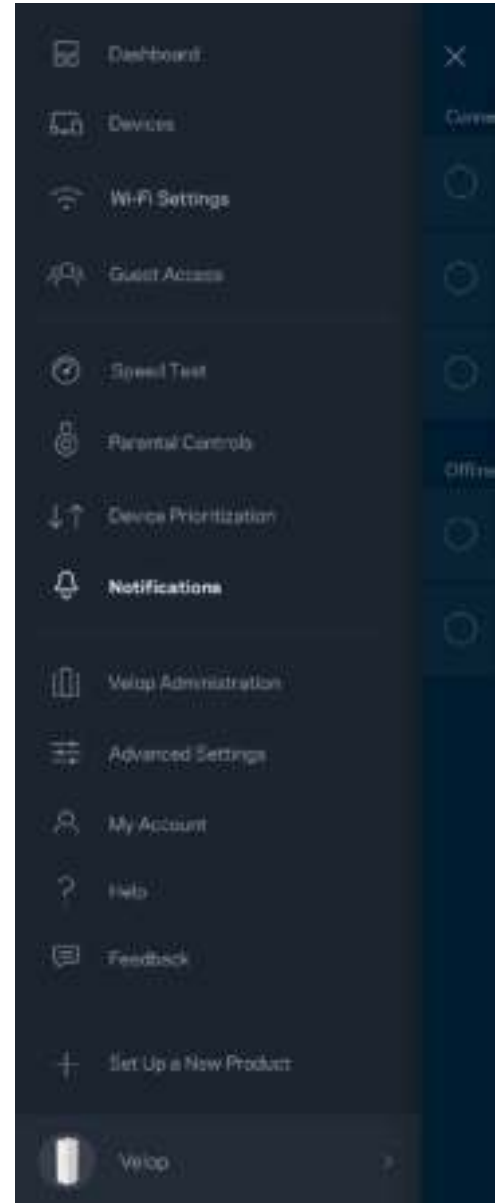 Dashboard
Devices
Wi-Fi Settings
Guest Access
Speed Test
Parental Controls
Device Prioritization
Notifications
Velop Administration
Advanced Settings
My Account
Help
Feedback
Set Up a New Product
Velop